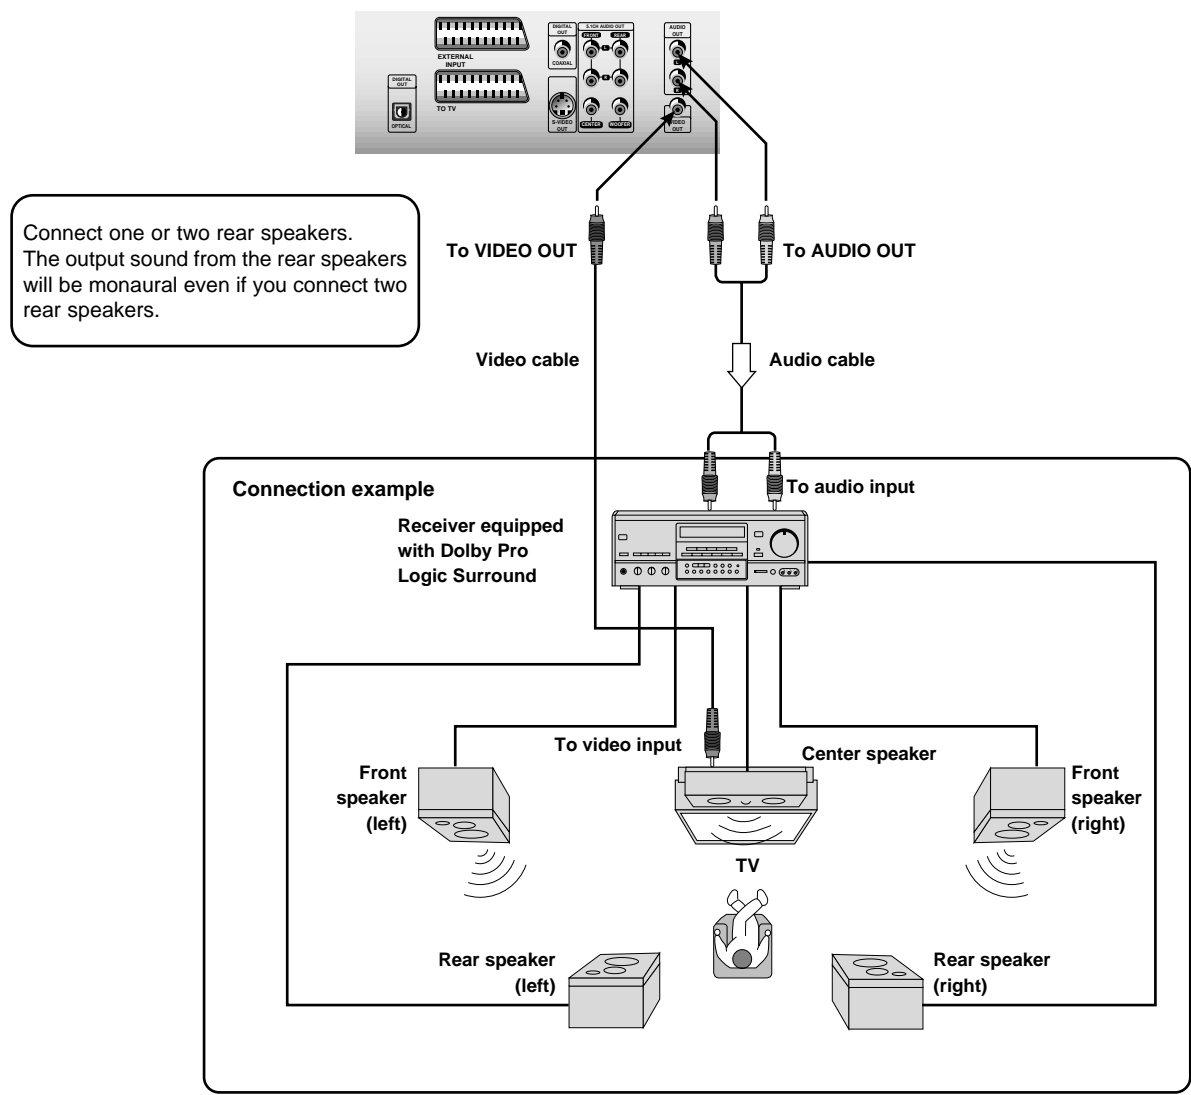 DIGITAL
OUT
5.1CH AUDIO OUT
AUDIO
OUT
FRONT
REAR
L
COAXIAL
L
EXTERNAL
INPUT
DIGITAL
OUT
R
R
TO TV
OPTICAL
S-VIDEO
OUT
CENTER
WOOFER
VIDEO
OUT
Connect one or two rear speakers.
The output sound from the rear speakers
will be monaural even if you connect two
rear speakers.
To VIDEO OUT
To AUDIO OUT
Video cable
Audio cable
Connection example
To audio input
Receiver equipped
with Dolby Pro
Logic Surround
To video input
Center speaker
Front
speaker
(left)
Front
speaker
(right)
TV
Rear speaker
(left)
Rear speaker
(right)